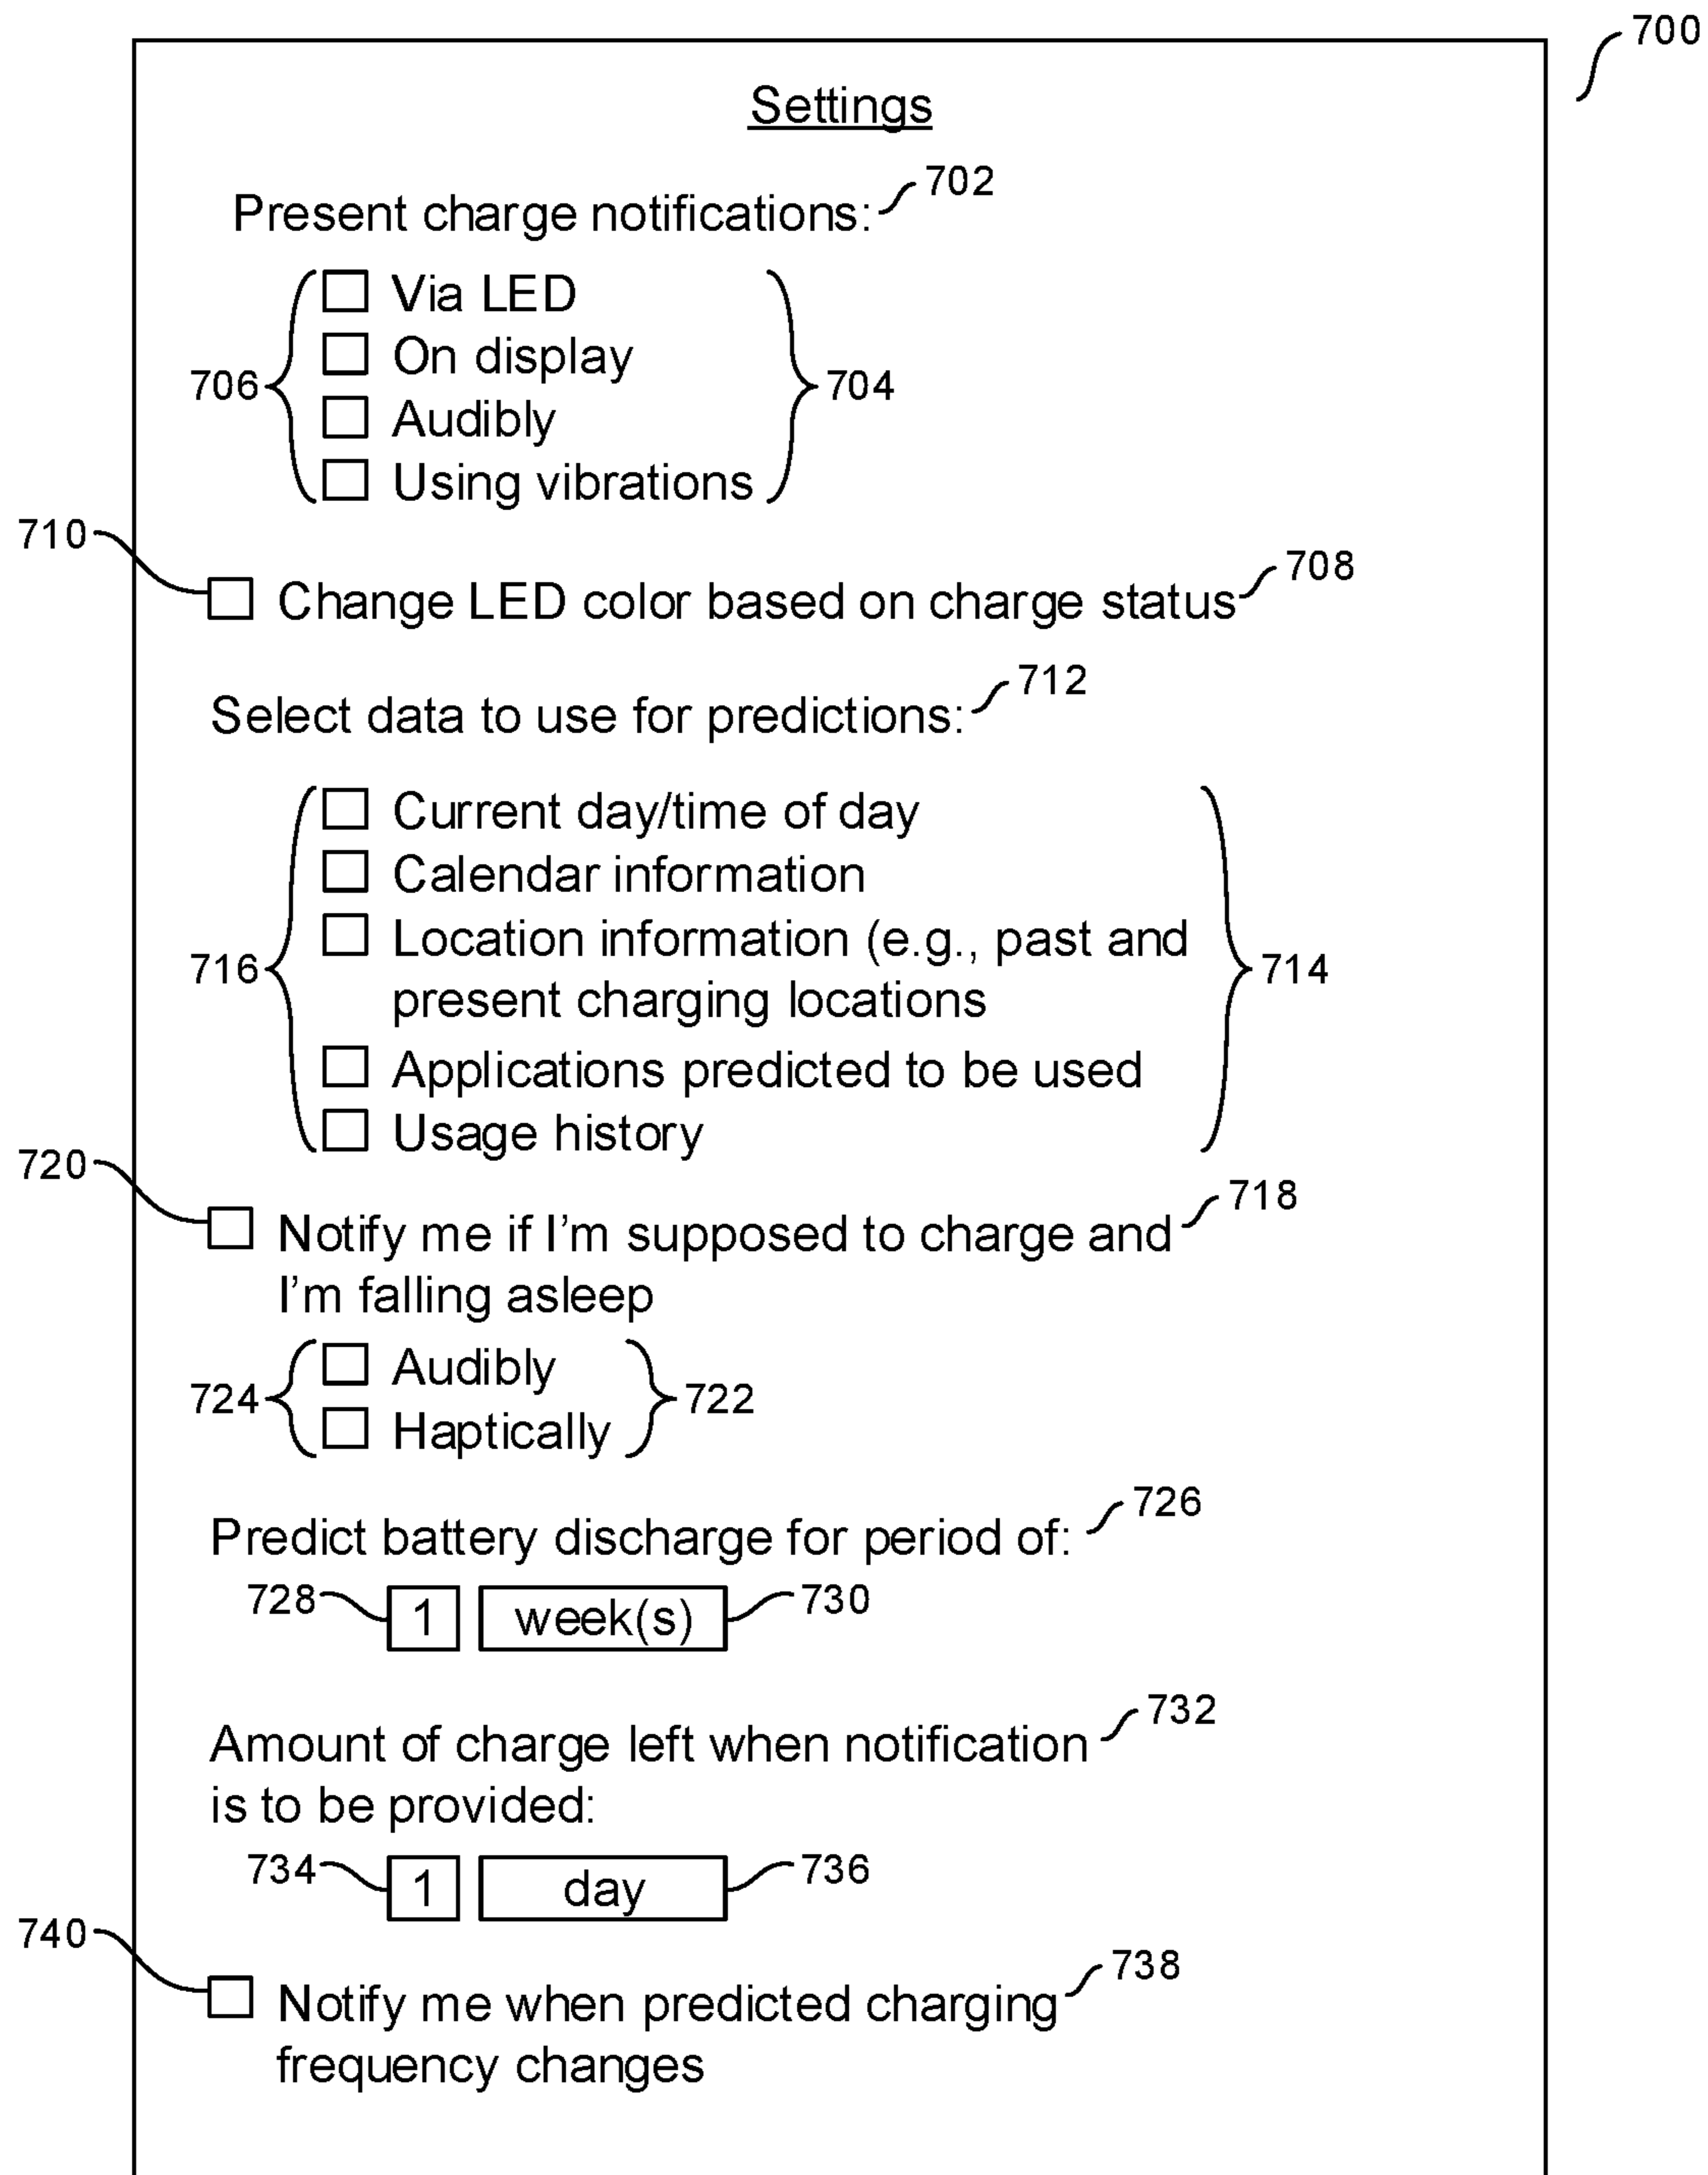 700
Settings
Present charge notifications: 702
Via LED
On display
706 704
Audibly
Using vibrations
710
Change LED color based on charge status 708
Select data to use for predictions: 712
Current day/time of day
Calendar information
Location information (e.g., past and
716 714
present charging locations
Applications predicted to be used
Usage history
720
Notify me if I'm supposed to charge and 718
I'm falling asleep
Audibly
724 722
Haptically
Predict battery discharge for period of: 726
728 1 week(s) 730
Amount of charge left when notification 732
is to be provided:
734 1 day 736
740
Notify me when predicted charging 738
frequency changes